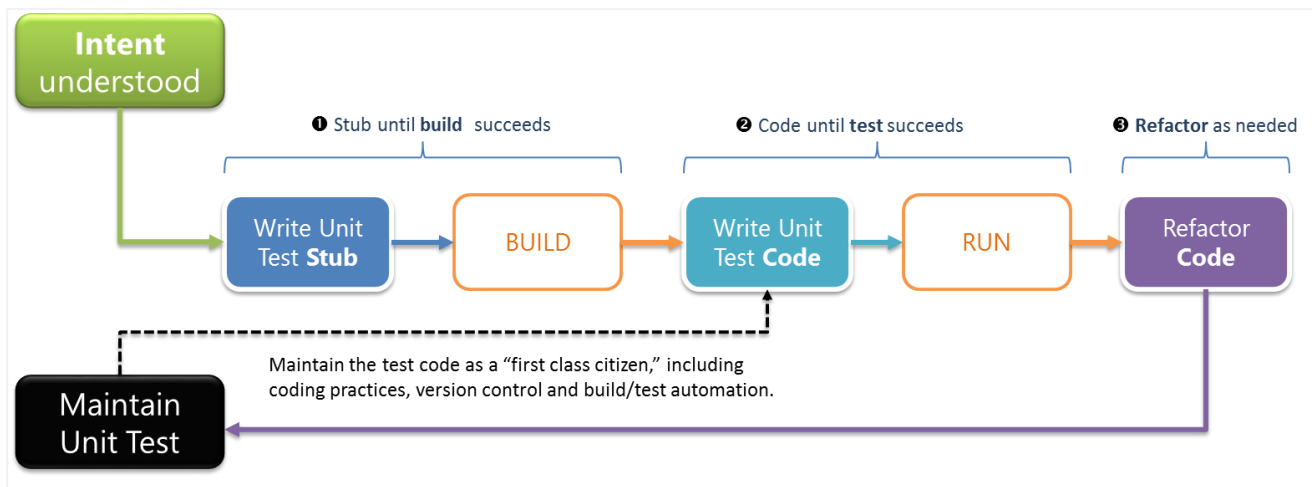 Intent
understood
❶ Stub until build succeeds
❷ Code until test succeeds
❸ Refactor as needed
Write Unit
Test Stub
BUILD
Write Unit
Test Code
RUN
Refactor
Code
Maintain the test code as a “first class citizen,” including
coding practices, version control and build/test automation.
Maintain
Unit Test